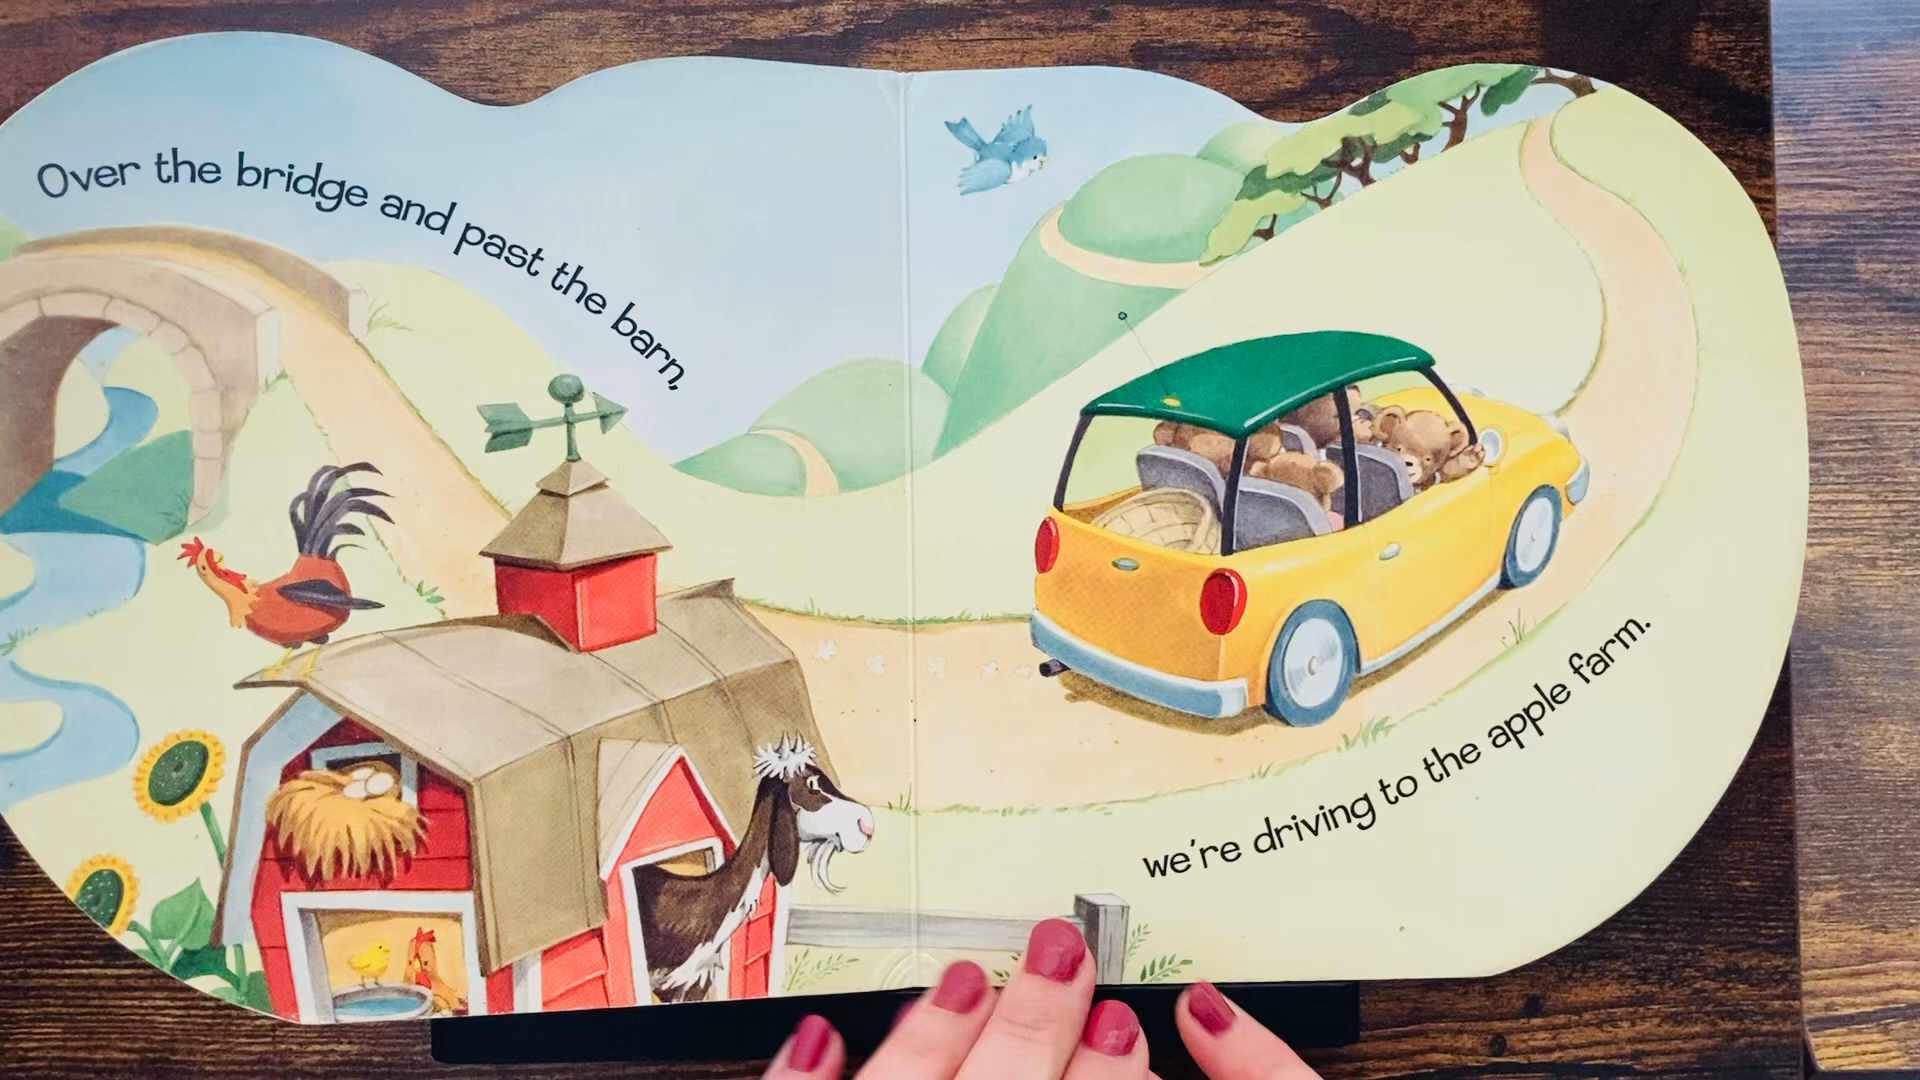 Over the bridge and past the barn,
we're driving to the apple farm.